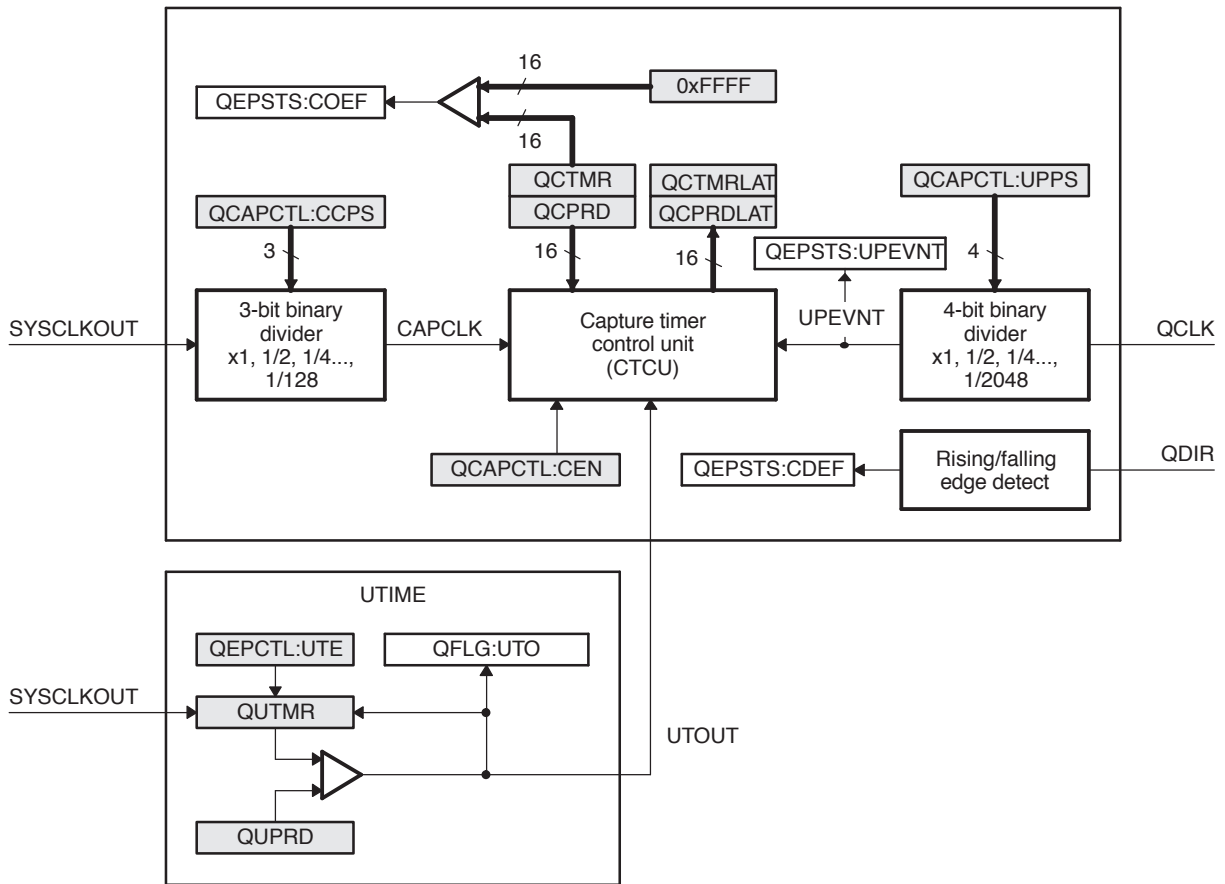 16
0xFFFF
QEPSTS:COEF
16
QCTMR
QCTMRLAT
QCAPCTL:UPPS
QCAPCTL:CCPS
QCPRD
QCPRDLAT
3
16
16
QEPSTS:UPEVNT
4
SYSCLKOUT
3-bit binary
divider
x1, 1/2, 1/4...,
1/128
CAPCLK
Capture timer
control unit
(CTCU)
UPEVNT
4-bit binary
divider
x1, 1/2, 1/4...,
1/2048
QCLK
QCAPCTL:CEN
QEPSTS:CDEF
Rising/falling
edge detect
QDIR
UTIME
QEPCTL:UTE
QFLG:UTO
SYSCLKOUT
QUTMR
UTOUT
QUPRD